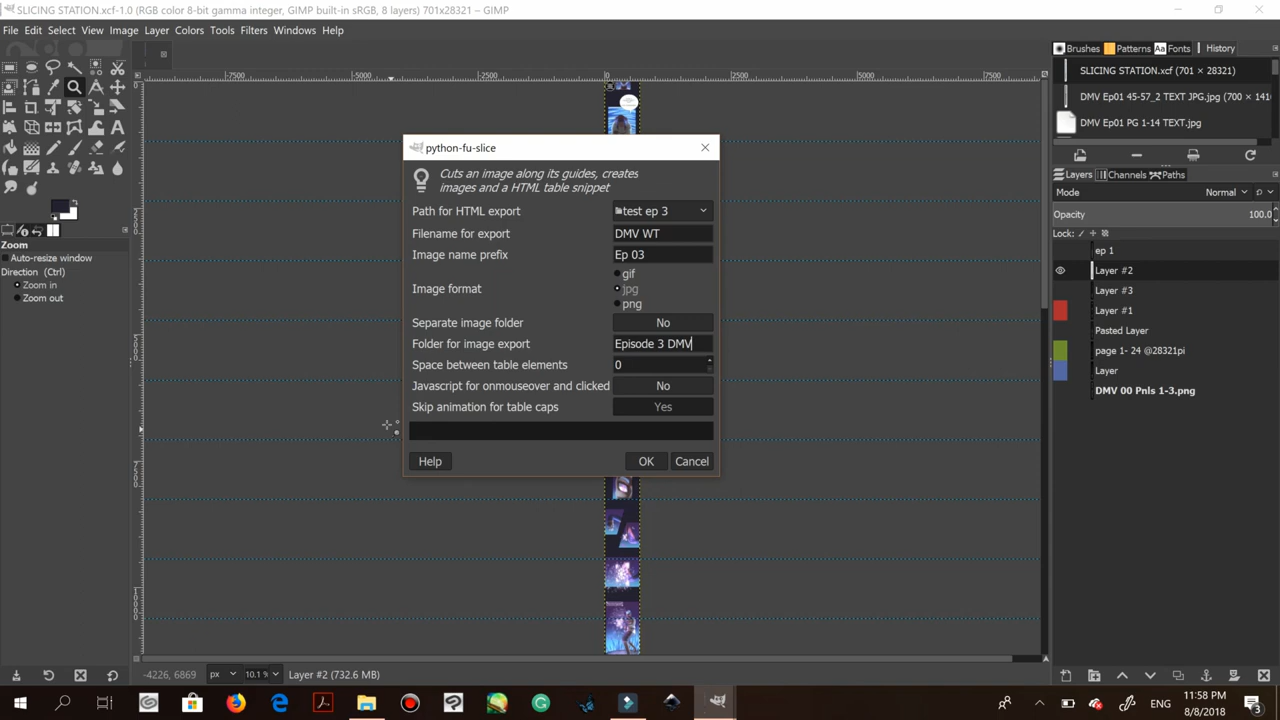 SLICING STATION.xcf-1.0 (RGB color 8-bit gamma integer, GIMP built-in sRGB, 8 layers) 701x28321 – GIMP
File Edit Select View Image Layer Colors Tools Filters Windows Help
Brushes Patterns Aa Fonts History
-7500 -5000 -2500 0 2500 5000 7500
SLICING STATION.xcf (701 × 28321)
DMV Ep01 45-57_2 TEXT JPG.jpg (700 × 1416
DMV Ep01 PG 1-14 TEXT.jpg
Layers Channels Paths
Mode Normal
Opacity 100.0
Lock:
ep 1
Layer #2
Layer #3
Layer #1
Pasted Layer
page 1- 24 @28321pi
Layer
DMV 00 Pnls 1-3.png
Zoom
Auto-resize window
Direction (Ctrl)
Zoom in
Zoom out
python-fu-slice
Cuts an image along its guides, creates
images and a HTML table snippet
Path for HTML export test ep 3
Filename for export DMV WT
Image name prefix Ep 03
Image format gif
jpg
png
Separate image folder No
Folder for image export Episode 3 DMV
Space between table elements 0
Javascript for onmouseover and clicked No
Skip animation for table caps Yes
Help OK Cancel
-4226, 6869 px 10.1 % Layer #2 (732.6 MB)
11:58 PM
8/8/2018
3